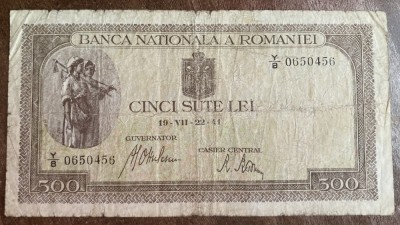 BANCA NATIONALA A ROMANIEI
Y/8 0650456
CINCI SUTE LEI
19-VII-22-41
GUVERNATOR
CASIER CENTRAL
Y/8 0650456
500
500